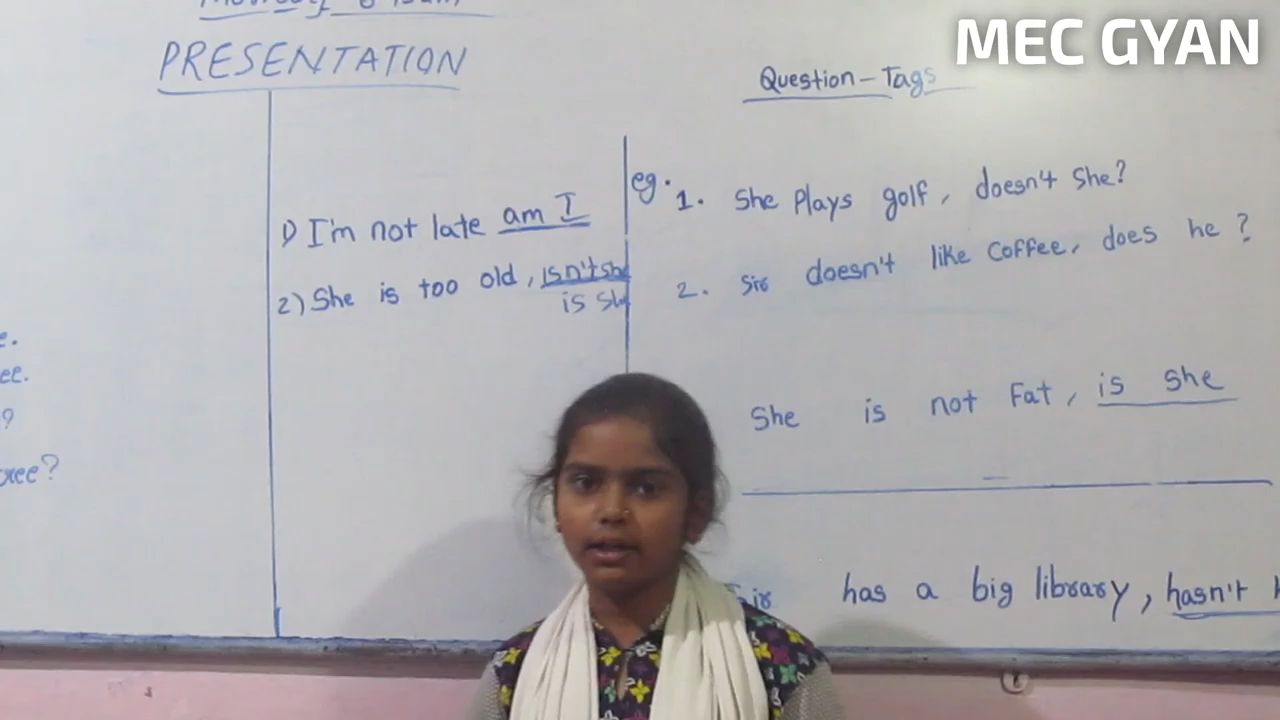 MEC GYAN
PRESENTATION
1) I'm not late am I
2) She is too old, isn't she
is she
Question-Tags
eg. 1. She plays golf, doesn't she?
2. Sir doesn't like coffee, does he?
She is not Fat, is she
Sir has a big library, hasn't